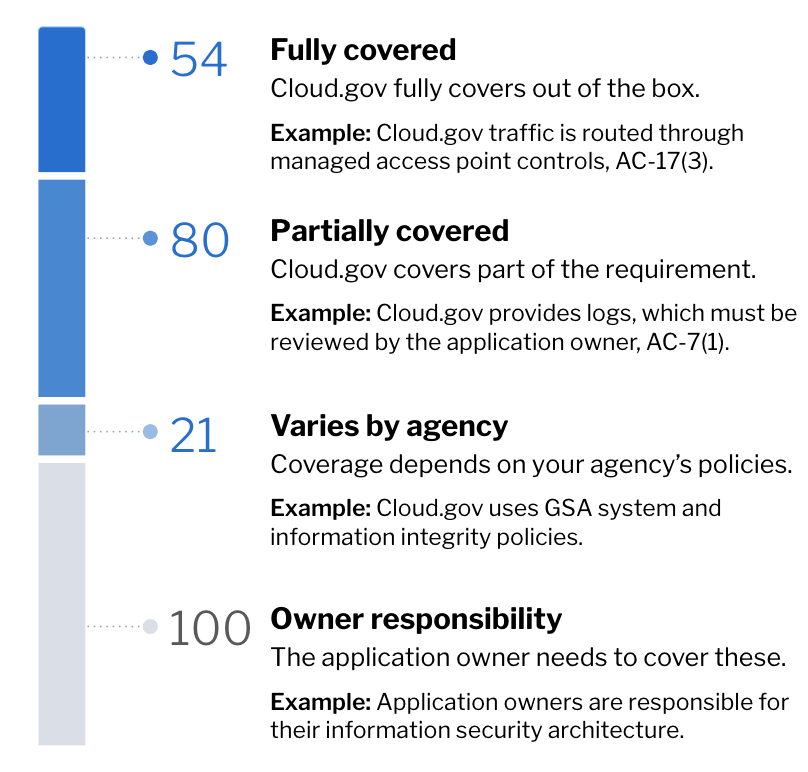 54
Fully covered
Cloud.gov fully covers out of the box.
Example: Cloud.gov traffic is routed through
managed access point controls, AC-17(3).
80
Partially covered
Cloud.gov covers part of the requirement.
Example: Cloud.gov provides logs, which must be
reviewed by the application owner, AC-7(1).
21
Varies by agency
Coverage depends on your agency’s policies.
Example: Cloud.gov uses GSA system and
information integrity policies.
100
Owner responsibility
The application owner needs to cover these.
Example: Application owners are responsible for
their information security architecture.